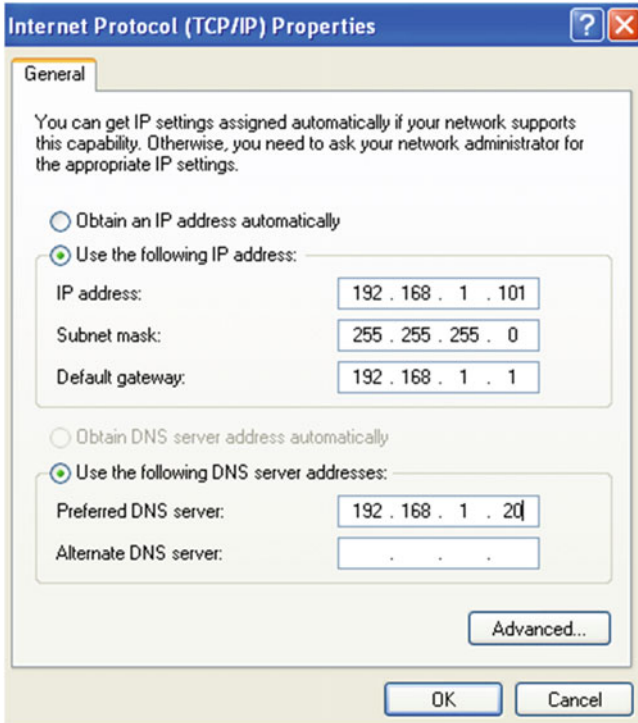 Internet Protocol (TCP/IP) Properties
General
You can get IP settings assigned automatically if your network supports
this capability. Otherwise, you need to ask your network administrator for
the appropriate IP settings.
Obtain an IP address automatically
Use the following IP address:
IP address: 192 . 168 . 1 . 101
Subnet mask: 255 . 255 . 255 . 0
Default gateway: 192 . 168 . 1 . 1
Obtain DNS server address automatically
Use the following DNS server addresses:
Preferred DNS server: 192 . 168 . 1 . 20
Alternate DNS server: . . .
Advanced...
OK Cancel